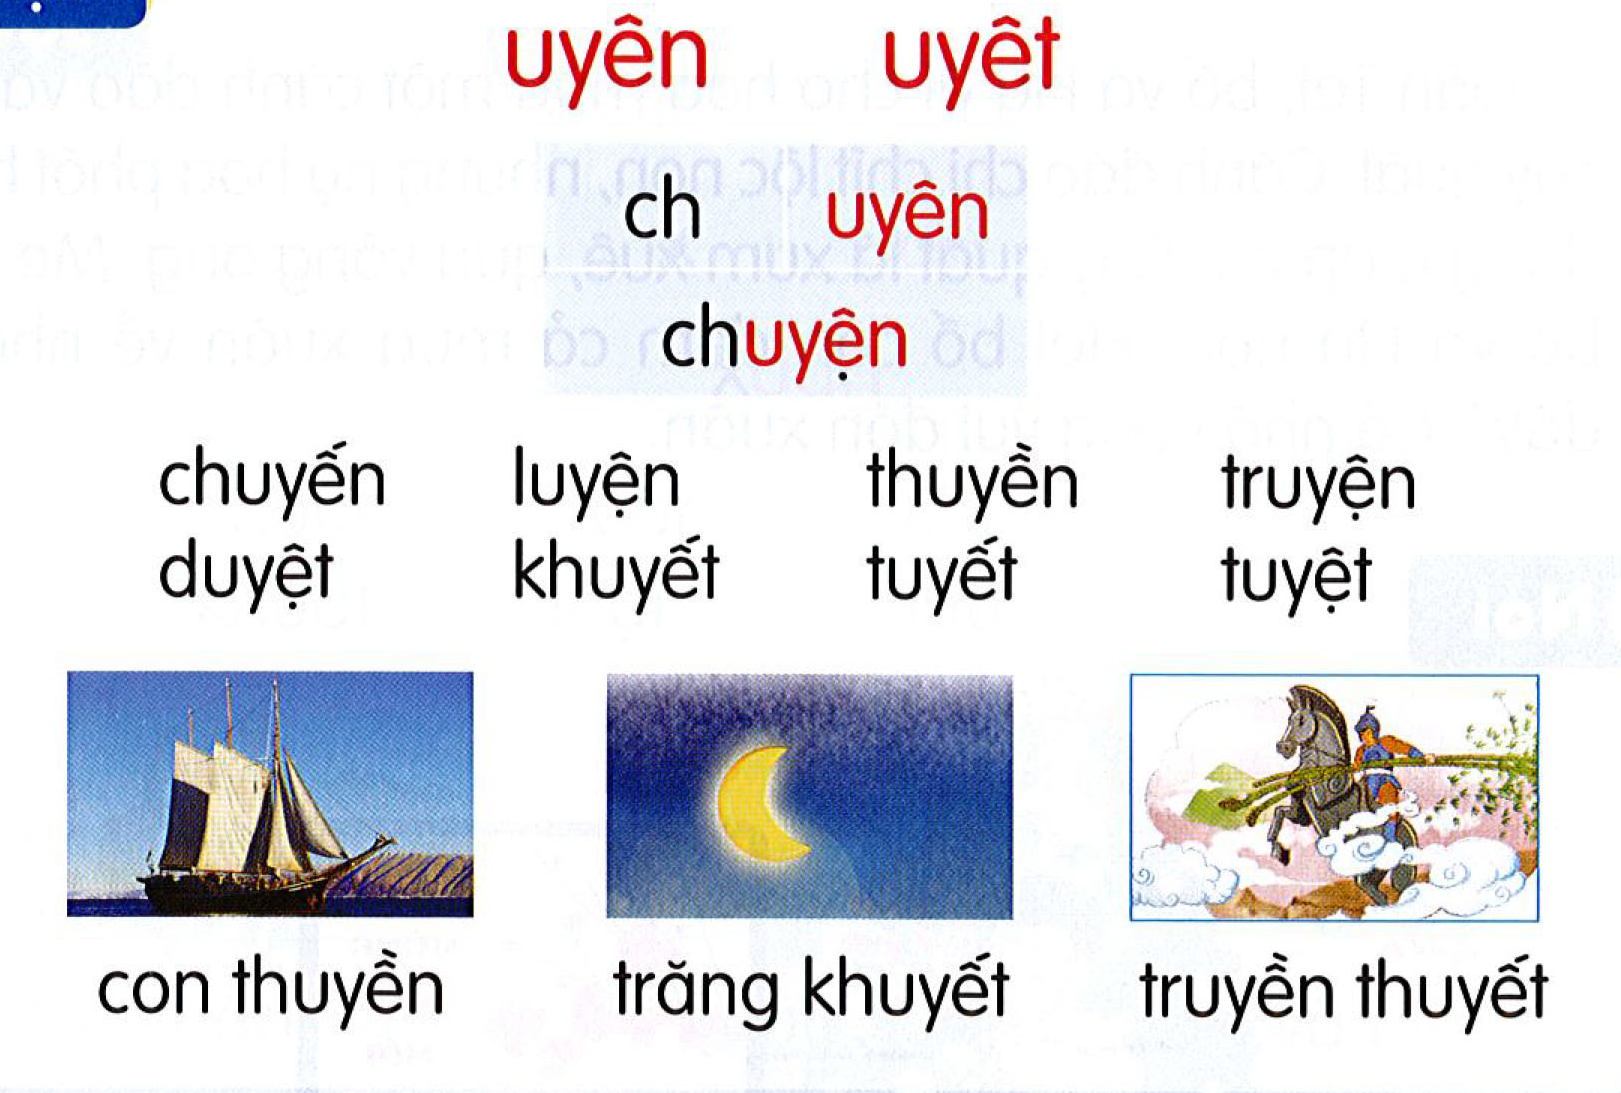 uyên uyêt
ch uyên
chuyện
chuyến luyện thuyền truyện
duyệt khuyết tuyết tuyệt
con thuyền trăng khuyết truyền thuyết